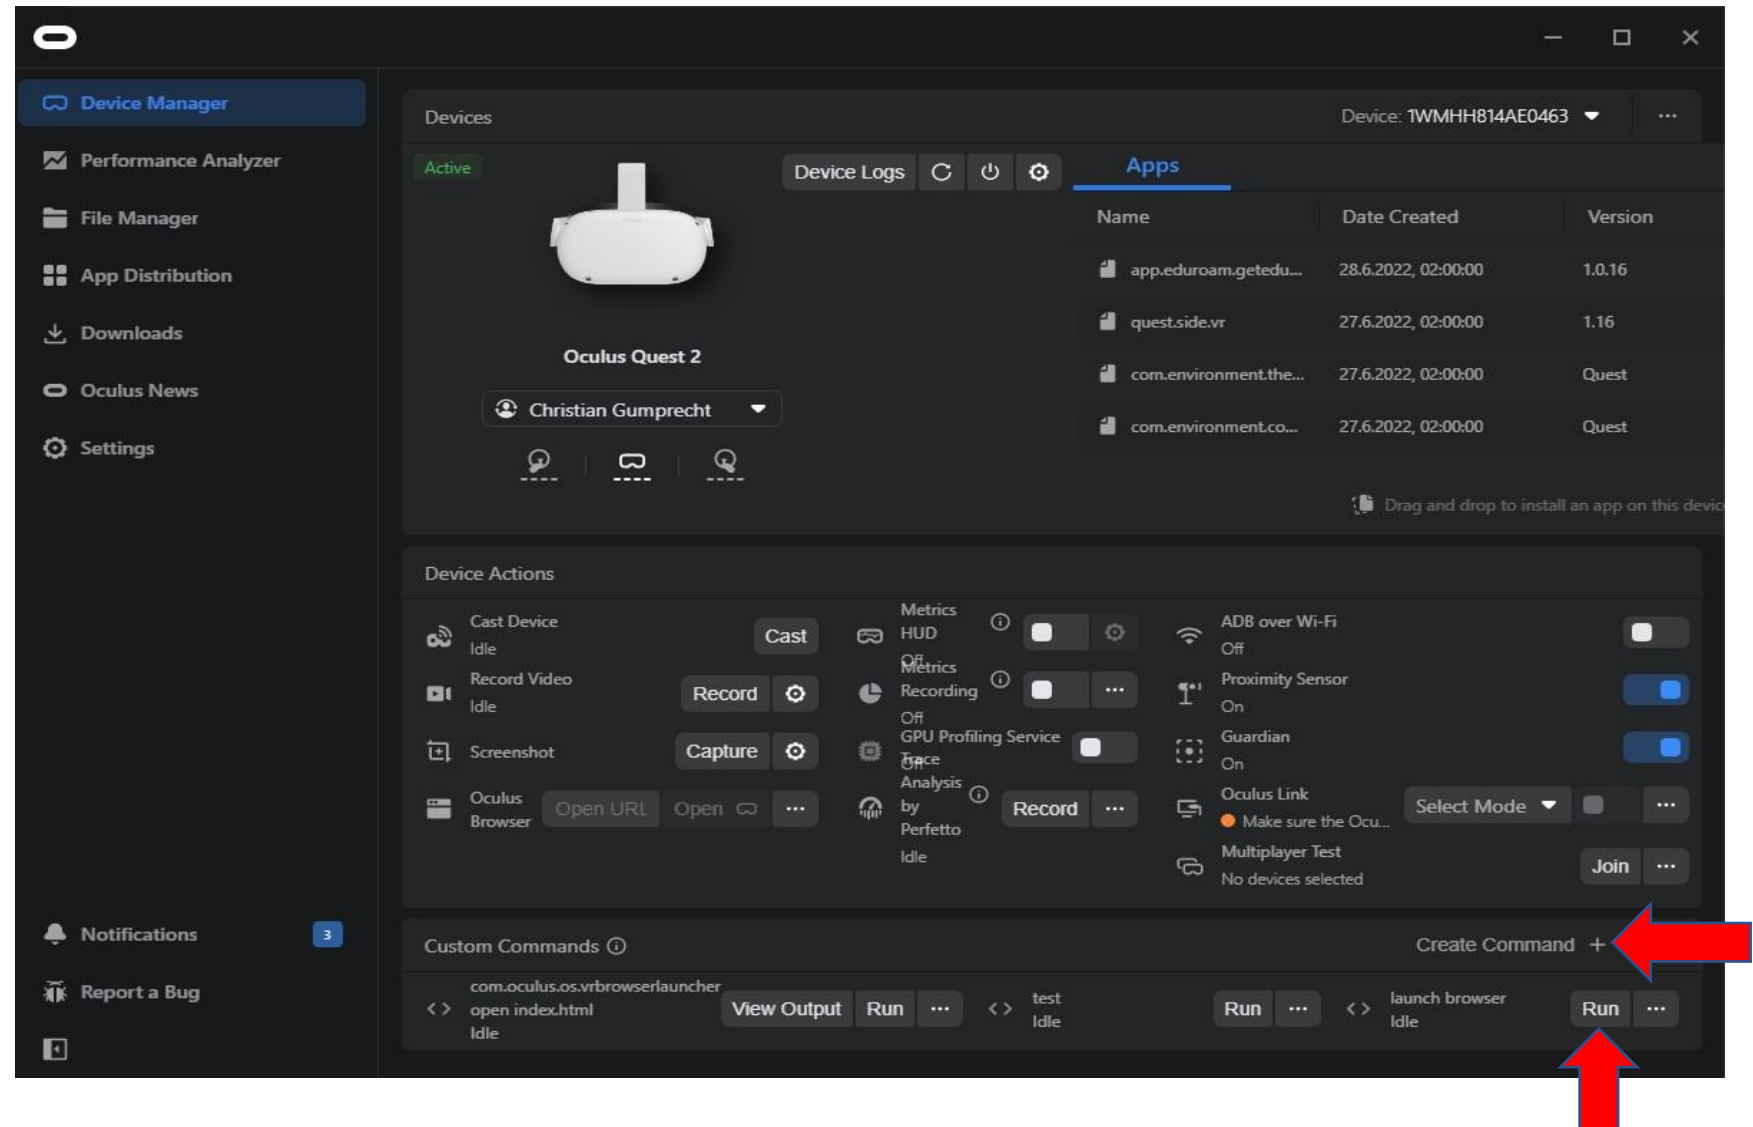 Device Manager
Performance Analyzer
File Manager
App Distribution
Downloads
Oculus News
Settings
Notifications
3
Report a Bug
Devices
Device: 1WMHH814AE0463
Active
Device Logs
Oculus Quest 2
Christian Gumprecht
Apps
Name Date Created Version
app.eduroam.getedu... 28.6.2022, 02:00:00 1.0.16
quest.side.vr 27.6.2022, 02:00:00 1.16
com.environment.the... 27.6.2022, 02:00:00 Quest
com.environment.co... 27.6.2022, 02:00:00 Quest
Drag and drop to install an app on this devic
Device Actions
Cast Device
Idle
Cast
Record Video
Idle
Record
Screenshot
Capture
Oculus
Browser
Open URL
Open
Metrics
HUD
Off
Metrics
Recording
Off
GPU Profiling Service
Off
Trace
Analysis
by
Perfetto
Idle
Record
ADB over Wi-Fi
Off
Proximity Sensor
On
Guardian
On
Oculus Link
Make sure the Ocu...
Select Mode
Multiplayer Test
No devices selected
Join
Custom Commands
Create Command +
com.oculus.os.vrbrowserlauncher
open index.html
Idle
View Output
Run
test
Idle
Run
launch browser
Idle
Run